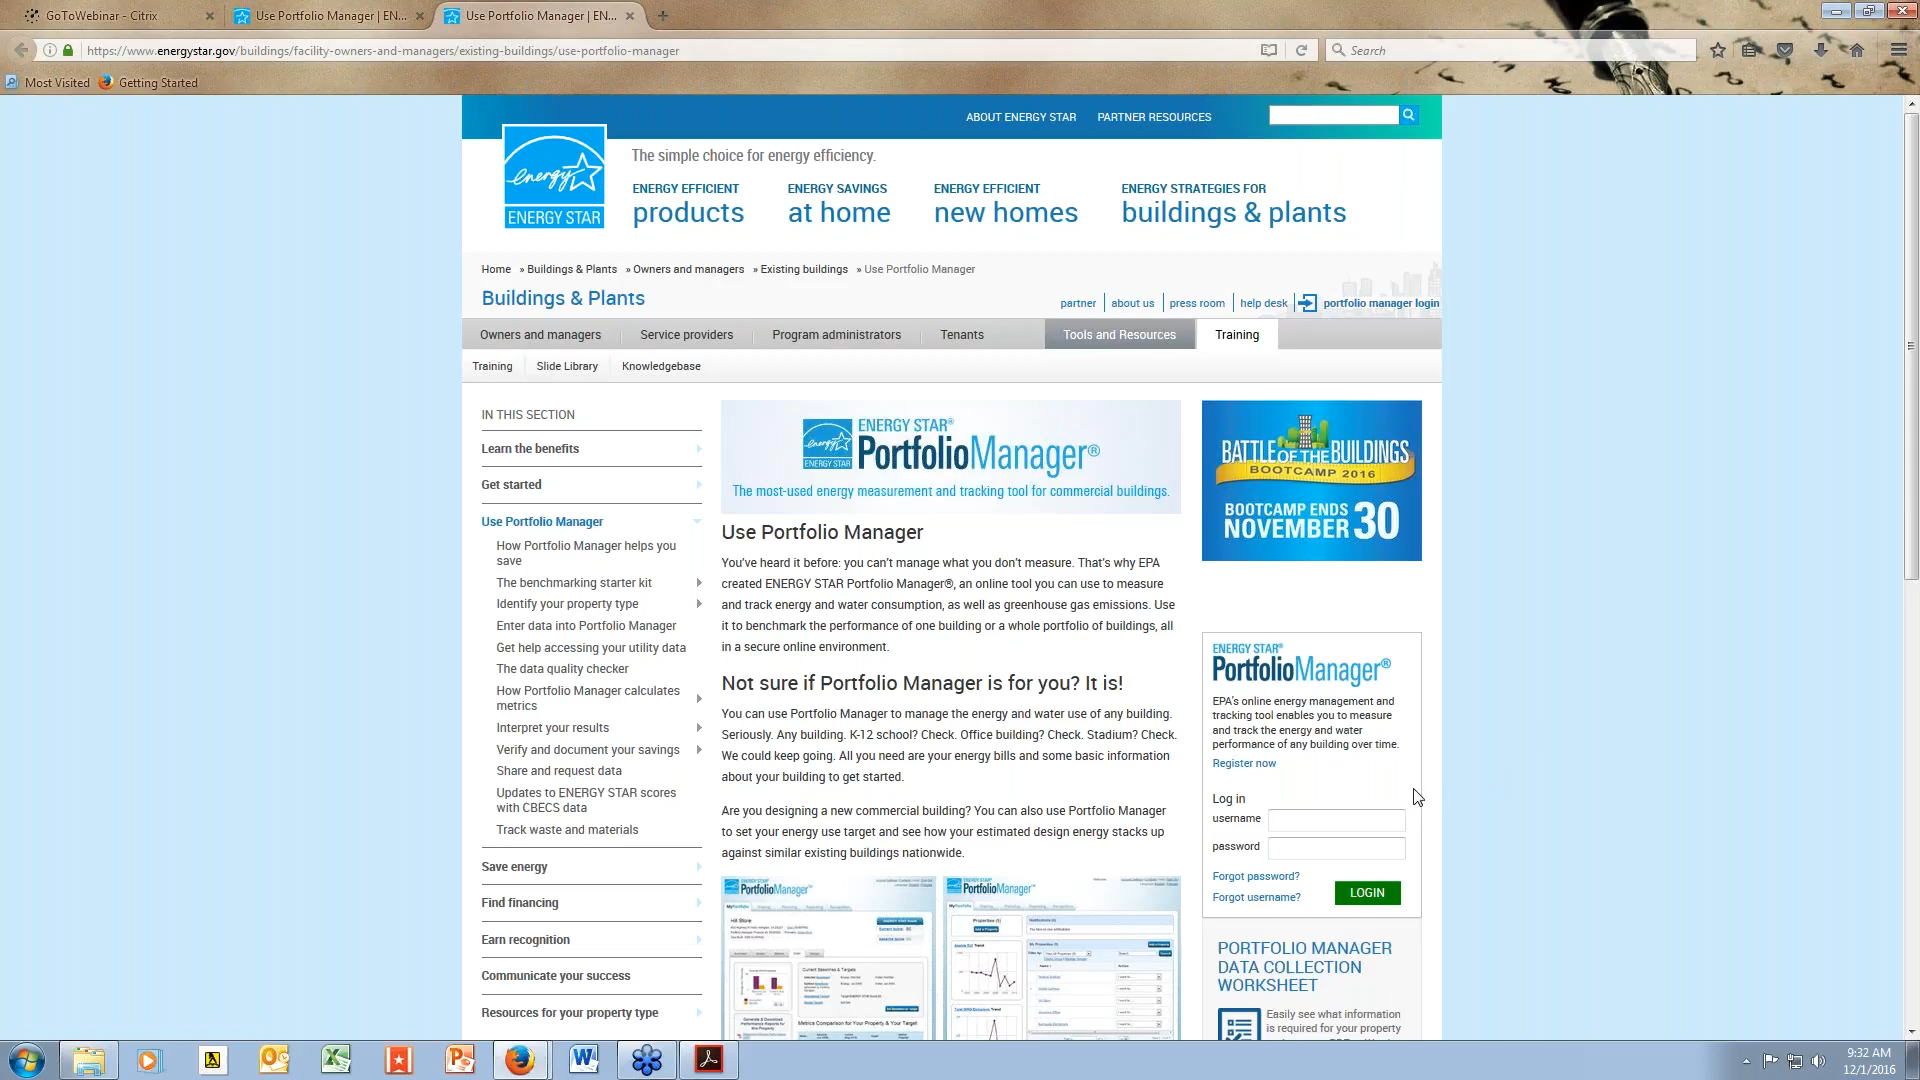 GoToWebinar - Citrix
Use Portfolio Manager | EN...
Use Portfolio Manager | EN...
https://www.energystar.gov/buildings/facility-owners-and-managers/existing-buildings/use-portfolio-manager
Search
Most Visited
Getting Started
ABOUT ENERGY STAR
PARTNER RESOURCES
energy
ENERGY STAR
The simple choice for energy efficiency.
ENERGY EFFICIENT
products
ENERGY SAVINGS
at home
ENERGY EFFICIENT
new homes
ENERGY STRATEGIES FOR
buildings & plants
Home » Buildings & Plants » Owners and managers » Existing buildings » Use Portfolio Manager
Buildings & Plants
partner
about us
press room
help desk
portfolio manager login
Owners and managers
Service providers
Program administrators
Tenants
Tools and Resources
Training
Training
Slide Library
Knowledgebase
IN THIS SECTION
Learn the benefits
Get started
Use Portfolio Manager
How Portfolio Manager helps you
save
The benchmarking starter kit
Identify your property type
Enter data into Portfolio Manager
Get help accessing your utility data
The data quality checker
How Portfolio Manager calculates
metrics
Interpret your results
Verify and document your savings
Share and request data
Updates to ENERGY STAR scores
with CBECS data
Track waste and materials
Save energy
Find financing
Earn recognition
Communicate your success
Resources for your property type
energy
ENERGY STAR
ENERGY STAR®
PortfolioManager®
The most-used energy measurement and tracking tool for commercial buildings.
Use Portfolio Manager
You've heard it before: you can't manage what you don't measure. That's why EPA
created ENERGY STAR Portfolio Manager®, an online tool you can use to measure
and track energy and water consumption, as well as greenhouse gas emissions. Use
it to benchmark the performance of one building or a whole portfolio of buildings, all
in a secure online environment.
Not sure if Portfolio Manager is for you? It is!
You can use Portfolio Manager to manage the energy and water use of any building.
Seriously. Any building. K-12 school? Check. Office building? Check. Stadium? Check.
We could keep going. All you need are your energy bills and some basic information
about your building to get started.
Are you designing a new commercial building? You can also use Portfolio Manager
to set your energy use target and see how your estimated design energy stacks up
against similar existing buildings nationwide.
ENERGY STAR®
PortfolioManager®
ENERGY STAR®
PortfolioManager®
BATTLE OF THE BUILDINGS
BOOTCAMP 2016
BOOTCAMP ENDS
NOVEMBER 30
ENERGY STAR®
PortfolioManager®
EPA's online energy management and
tracking tool enables you to measure
and track the energy and water
performance of any building over time.
Register now
Log in
username
password
Forgot password?
Forgot username?
LOGIN
PORTFOLIO MANAGER
DATA COLLECTION
WORKSHEET
Easily see what information
is required for your property
9:32 AM
12/1/2016